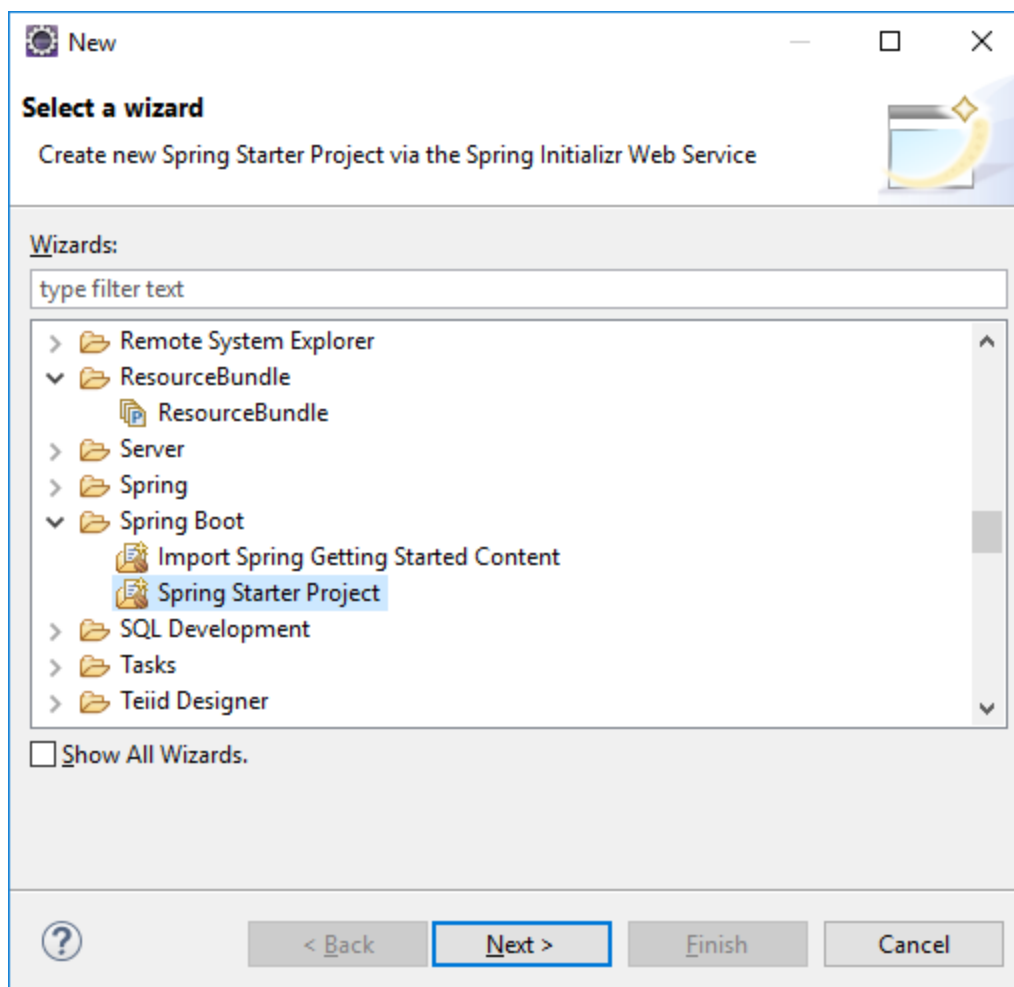 New
Select a wizard
Create new Spring Starter Project via the Spring Initializr Web Service
Wizards:
type filter text
Remote System Explorer
ResourceBundle
ResourceBundle
Server
Spring
Spring Boot
Import Spring Getting Started Content
Spring Starter Project
SQL Development
Tasks
Teiid Designer
Show All Wizards.
< Back Next > Finish Cancel